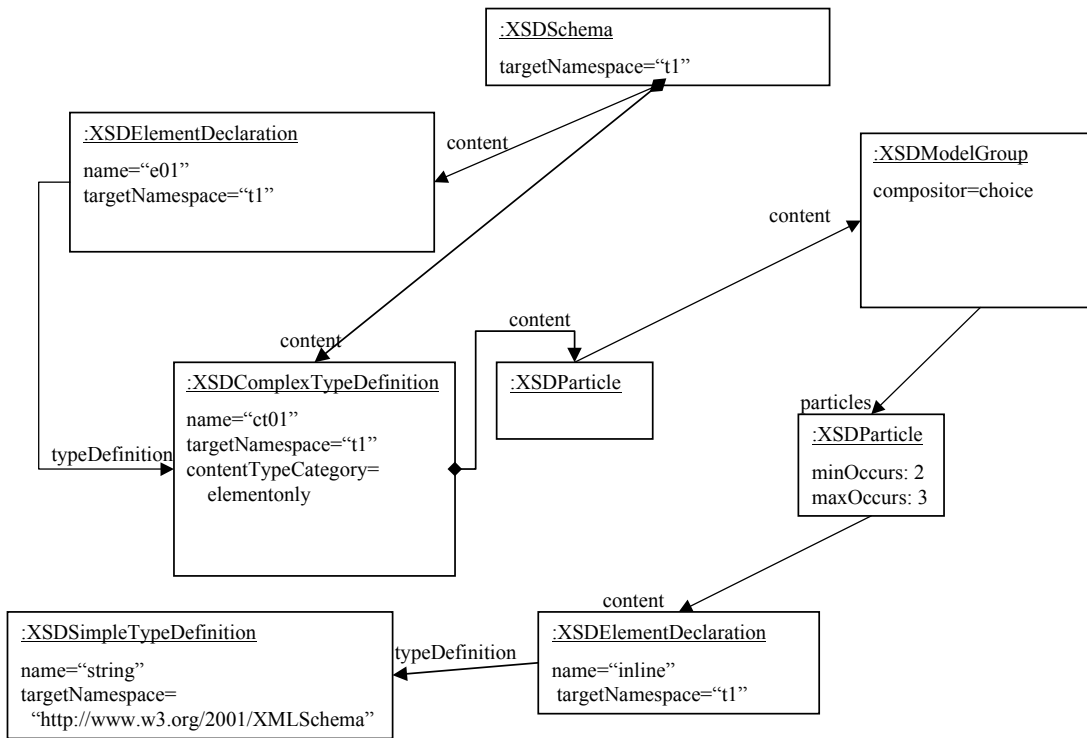 :XSDSchema
targetNamespace=“t1”
:XSDElementDeclaration
name=“e01”
targetNamespace=“t1”
content
:XSDModelGroup
compositor=choice
content
content
content
:XSDComplexTypeDefinition
name=“ct01”
targetNamespace=“t1”
contentTypeCategory=
elementonly
:XSDParticle
typeDefinition
particles
:XSDParticle
minOccurs: 2
maxOccurs: 3
content
:XSDSimpleTypeDefinition
name=“string”
targetNamespace=
“http://www.w3.org/2001/XMLSchema”
typeDefinition
:XSDElementDeclaration
name=“inline”
targetNamespace=“t1”